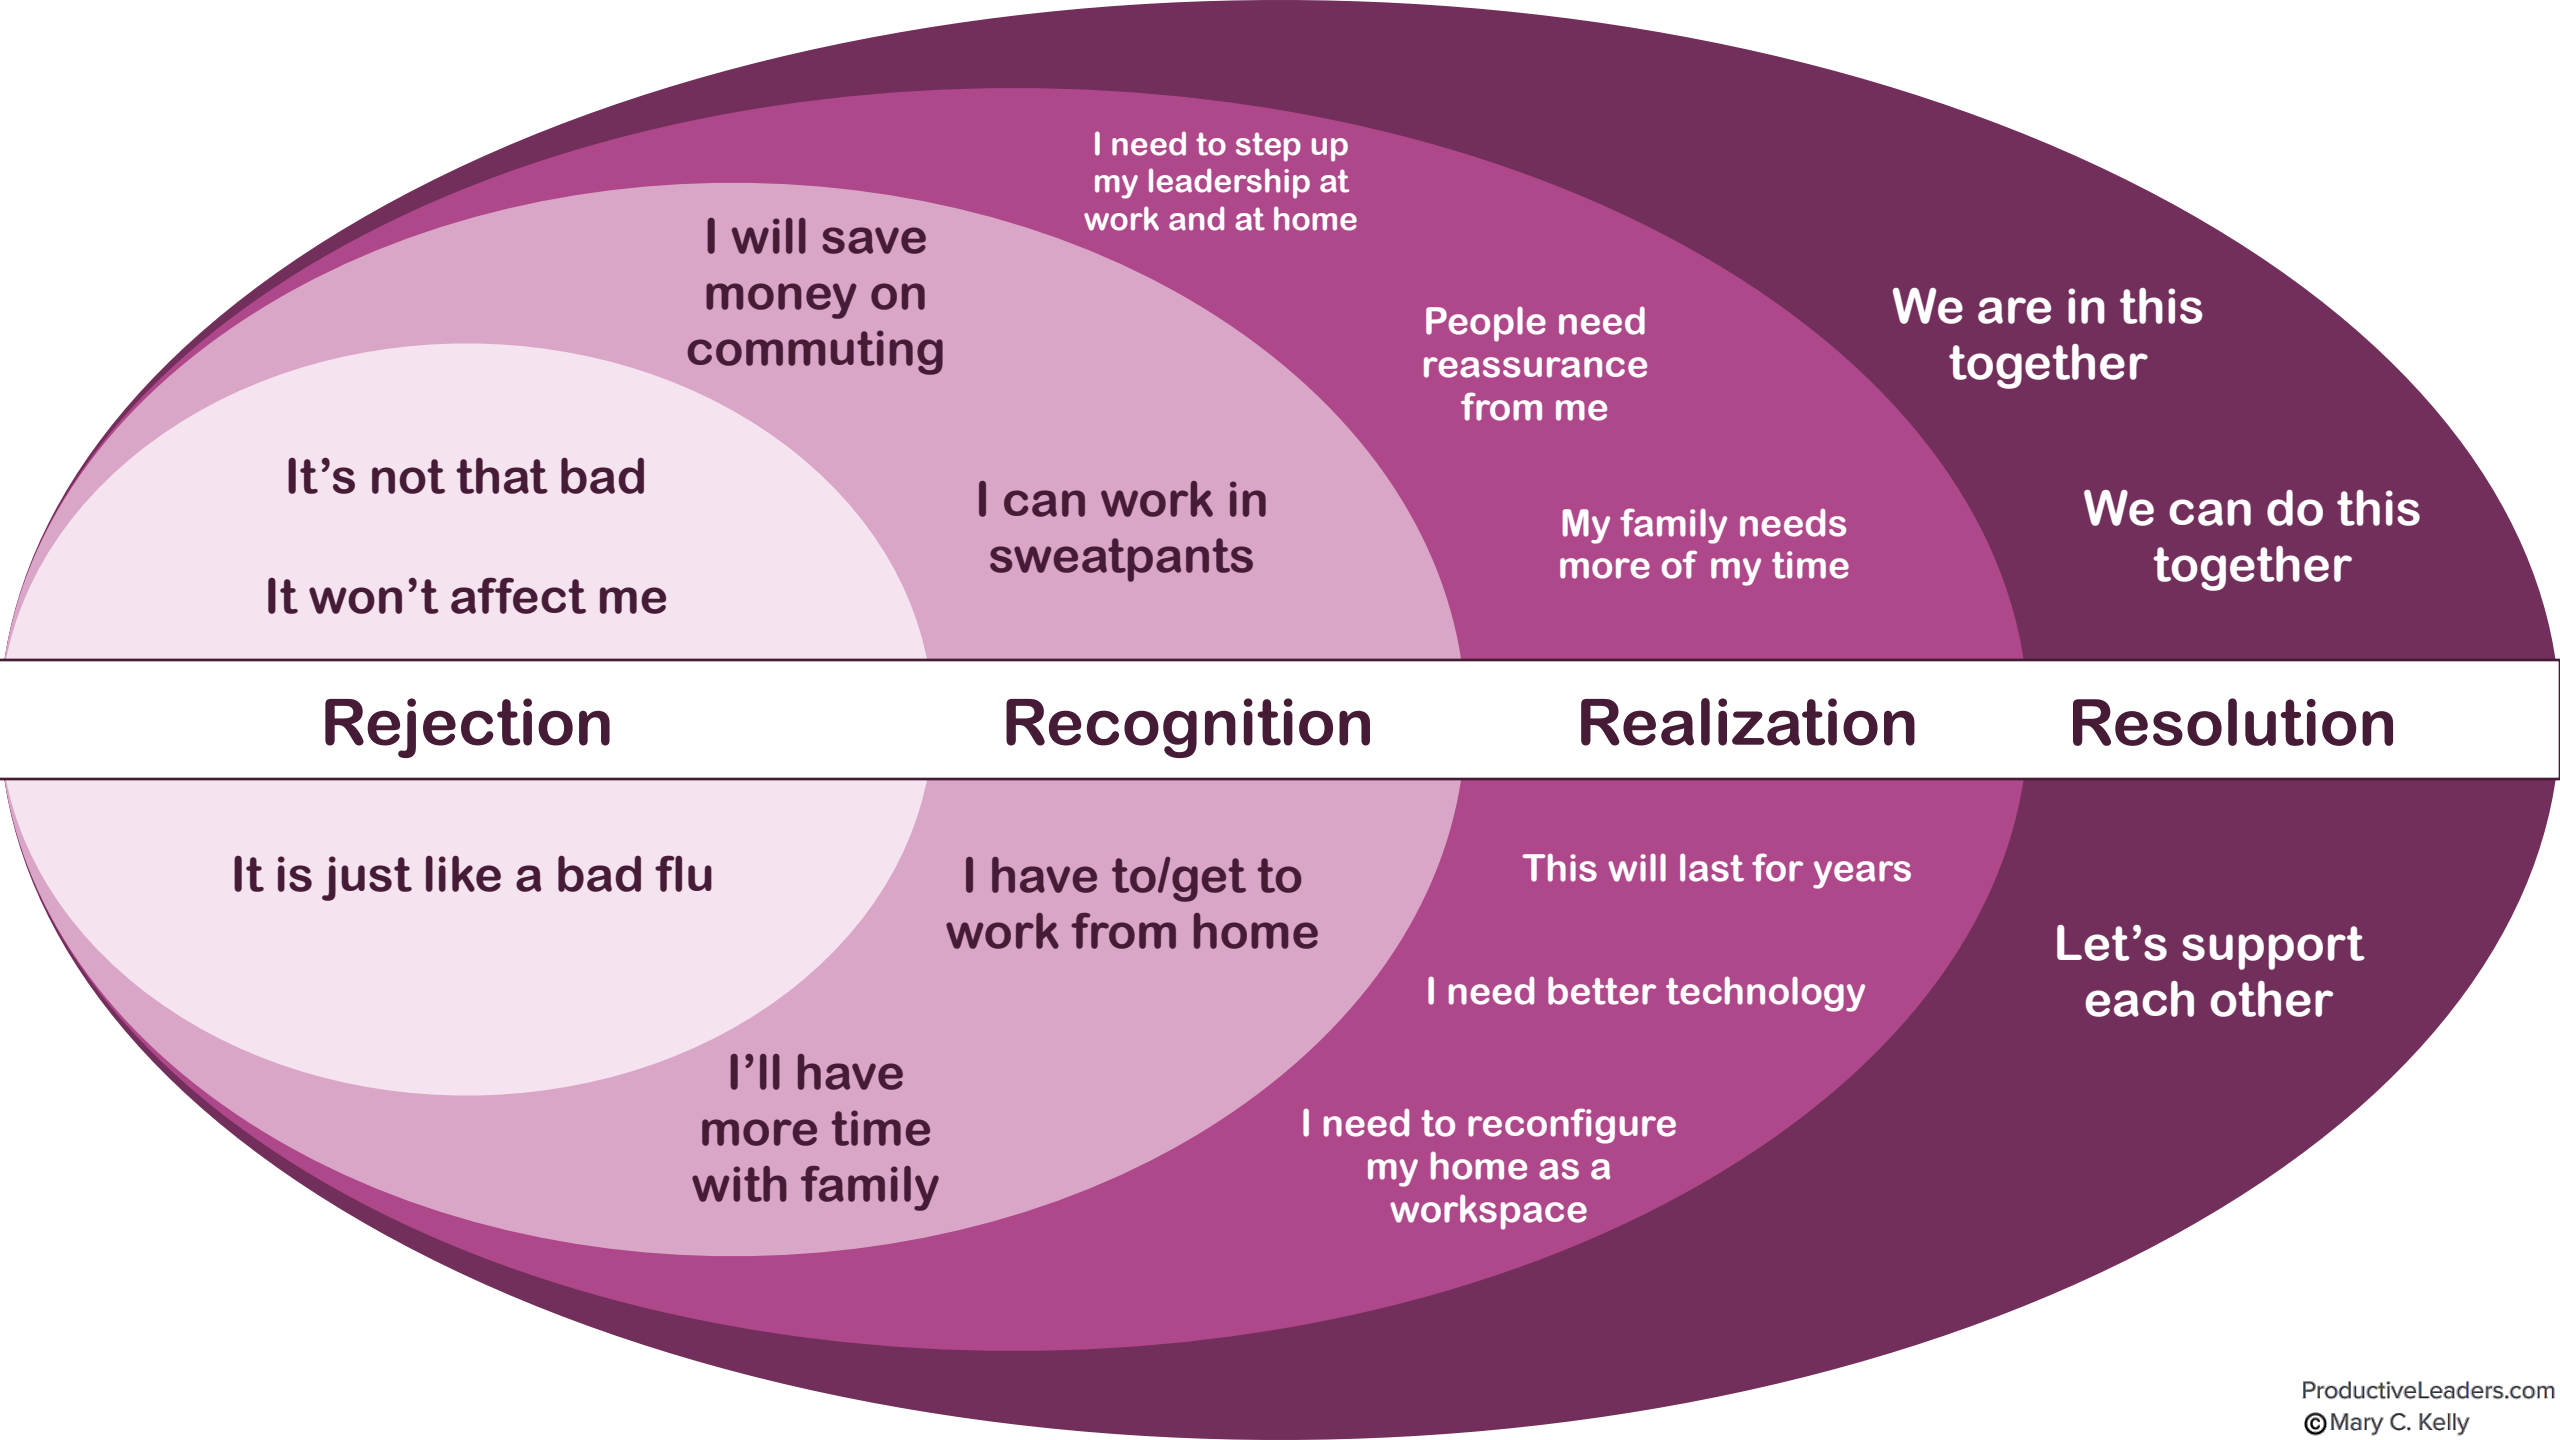 I need to step up
my leadership at
work and at home
I will save
money on
commuting
People need
reassurance
from me
We are in this
together
It’s not that bad
I can work in
sweatpants
My family needs
more of my time
We can do this
together
It won’t affect me
Rejection
Recognition
Realization
Resolution
It is just like a bad flu
I have to/get to
work from home
This will last for years
Let’s support
each other
I need better technology
I’ll have
more time
with family
I need to reconfigure
my home as a
workspace
ProductiveLeaders.com
©Mary C. Kelly